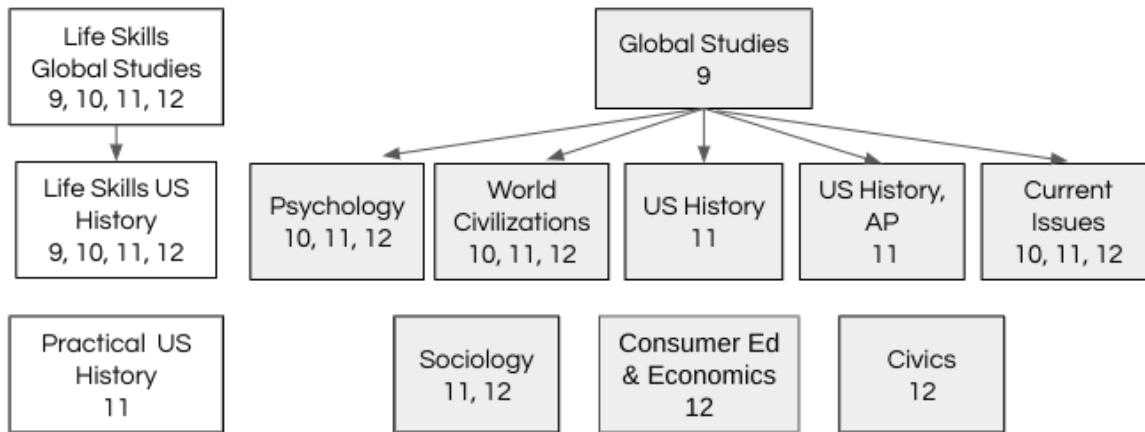 Life Skills
Global Studies
9, 10, 11, 12
Global Studies
9
Life Skills US
History
9, 10, 11, 12
Psychology
10, 11, 12
World
Civilizations
10, 11, 12
US History
11
US History,
AP
11
Current
Issues
10, 11, 12
Practical US
History
11
Sociology
11, 12
Consumer Ed
& Economics
12
Civics
12